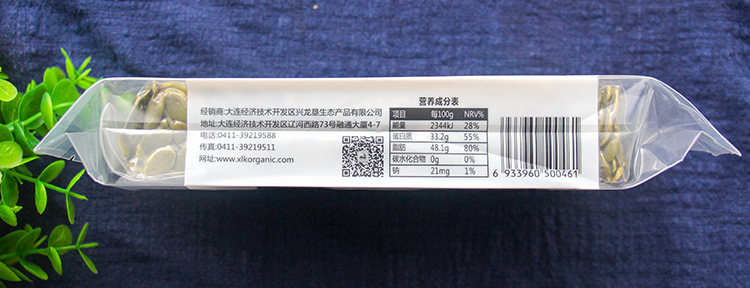 经销商:大连经济技术开发区兴龙垦生态产品有限公司
地址:大连经济技术开发区辽河西路73号融通大厦4-7
电话:0411-39219588
传真:0411-39219511
网址:www.xlkorganic.com
营养成分表
项目 每100g NRV%
能量 2344kJ 28%
蛋白质 33.2g 55%
脂肪 48.1g 80%
碳水化合物 0g 0%
钠 21mg 1%
6 933960 500461